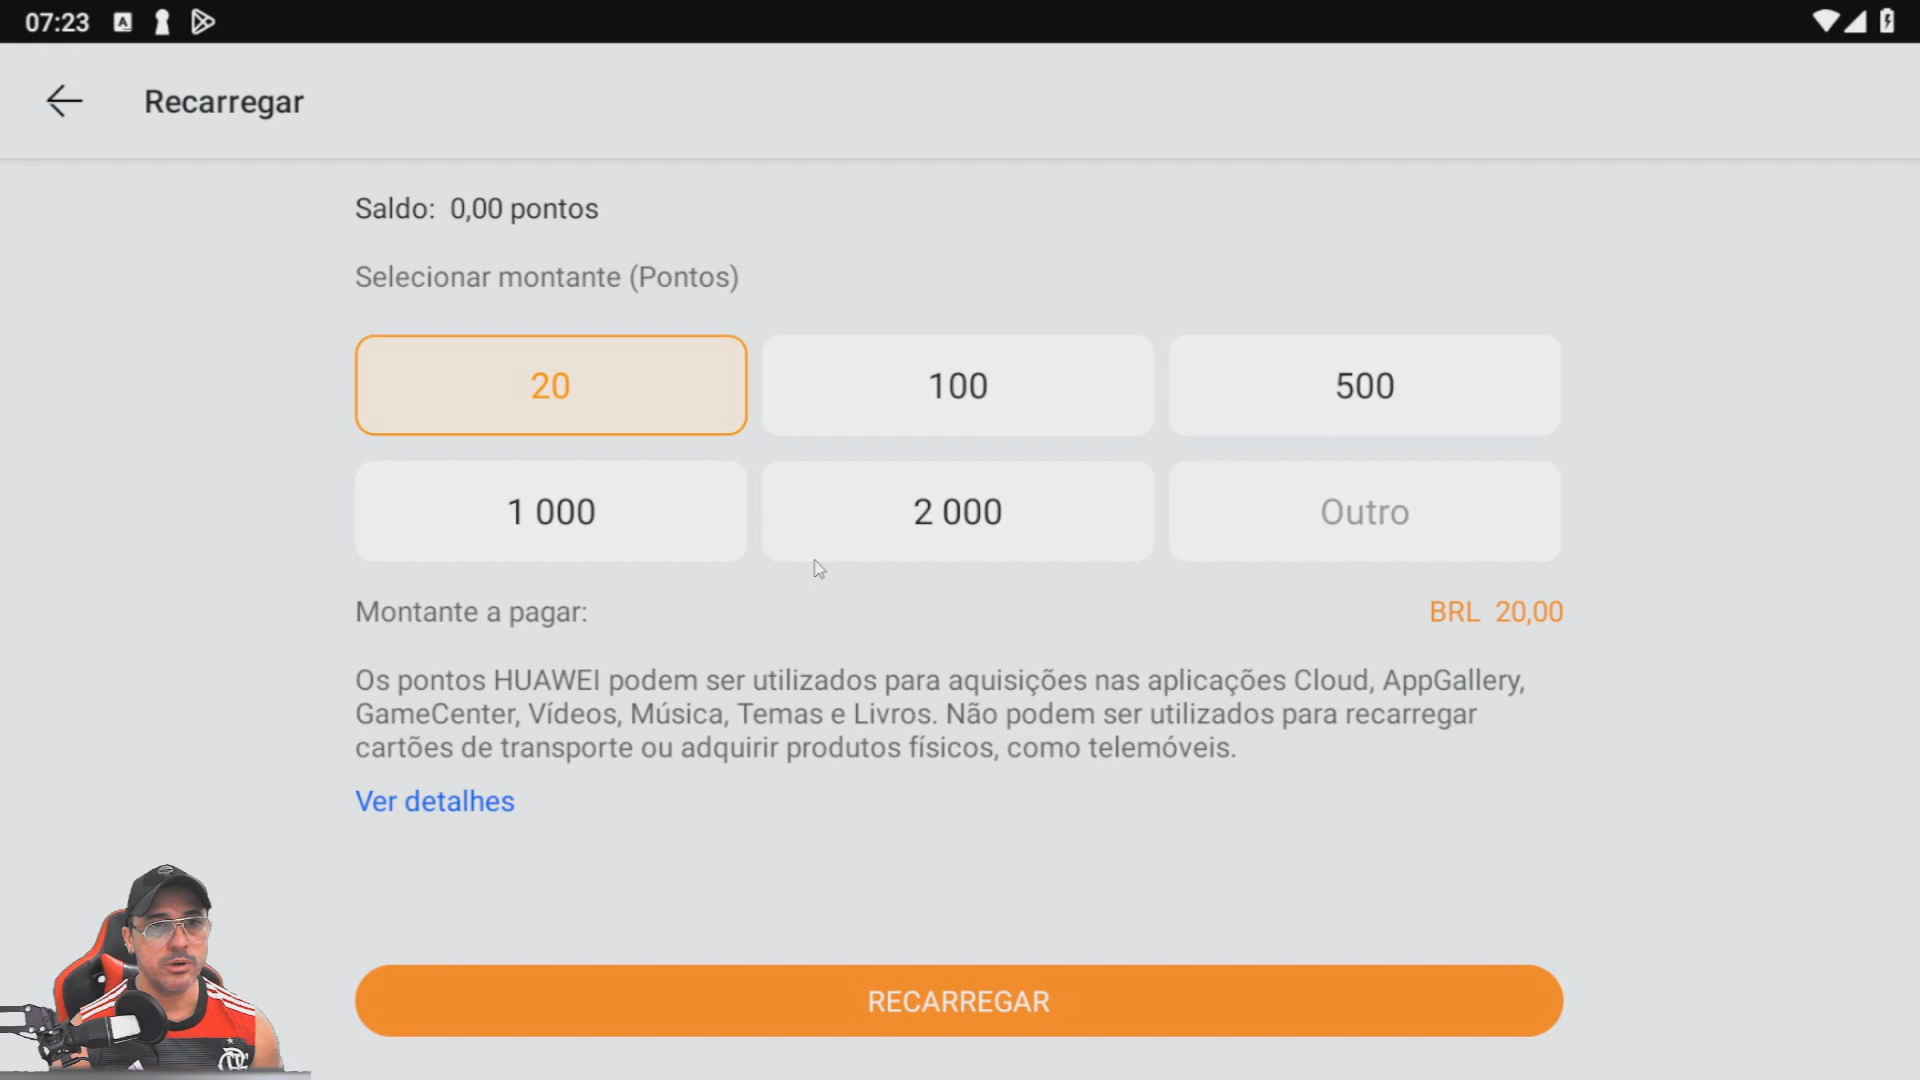 07:23
Recarregar
Saldo: 0,00 pontos
Selecionar montante (Pontos)
20
100
500
1 000
2 000
Outro
Montante a pagar:
BRL 20,00
Os pontos HUAWEI podem ser utilizados para aquisições nas aplicações Cloud, AppGallery,
GameCenter, Vídeos, Música, Temas e Livros. Não podem ser utilizados para recarregar
cartões de transporte ou adquirir produtos físicos, como telemóveis.
Ver detalhes
RECARREGAR